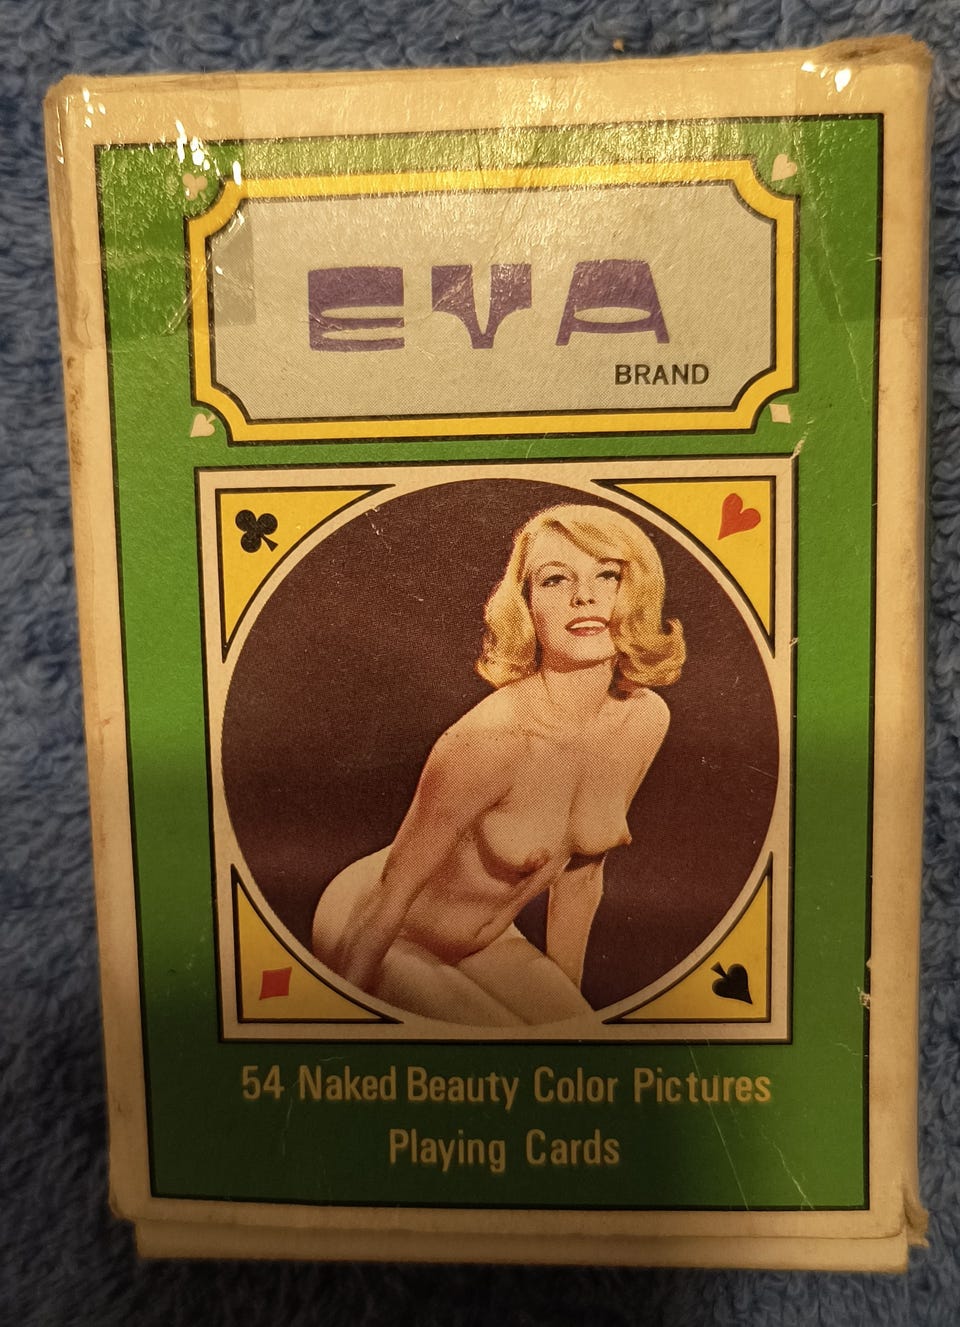 EVA
BRAND
54 Naked Beauty Color Pictures
Playing Cards